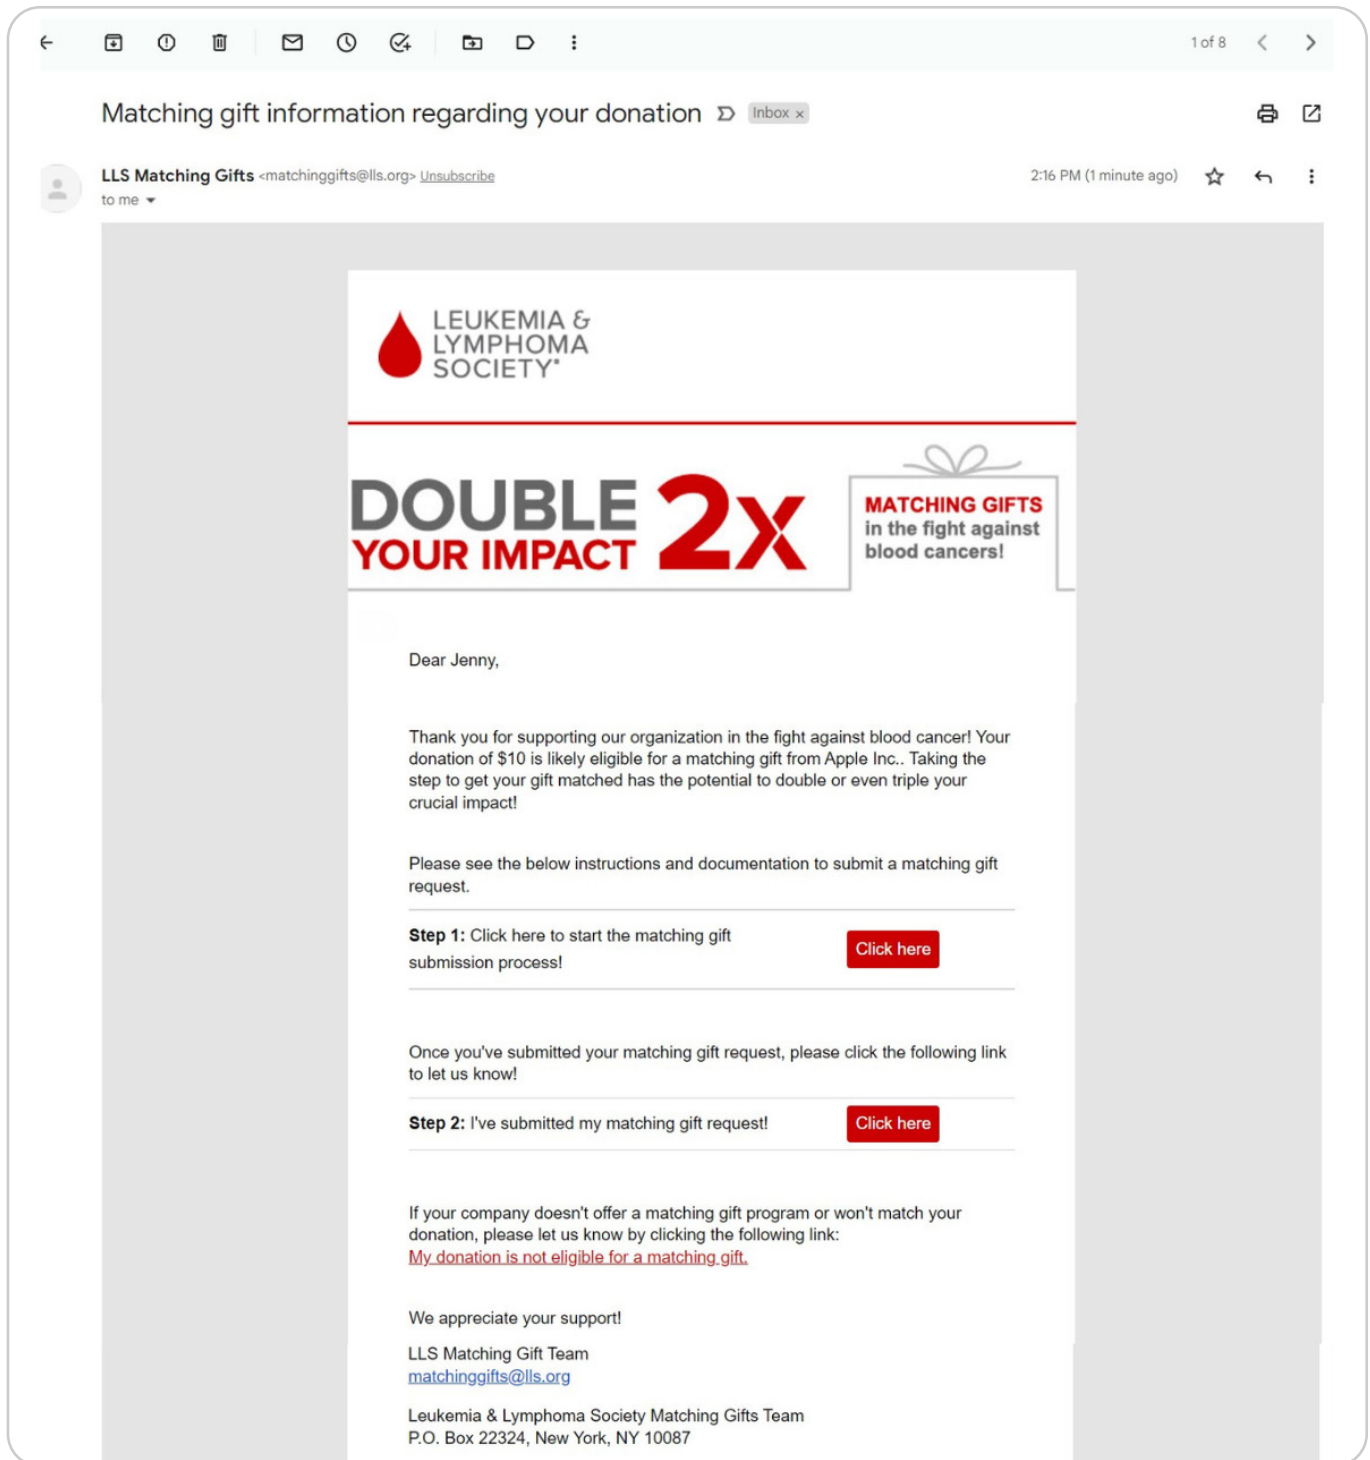 1 of 8
Matching gift information regarding your donation Inbox x
LLS Matching Gifts <matchinggifts@lls.org> Unsubscribe 2:16 PM (1 minute ago)
to me
LEUKEMIA &
LYMPHOMA
SOCIETY®
DOUBLE
YOUR IMPACT
2X
MATCHING GIFTS
in the fight against
blood cancers!
Dear Jenny,
Thank you for supporting our organization in the fight against blood cancer! Your
donation of $10 is likely eligible for a matching gift from Apple Inc.. Taking the
step to get your gift matched has the potential to double or even triple your
crucial impact!
Please see the below instructions and documentation to submit a matching gift
request.
Step 1: Click here to start the matching gift
submission process!
Click here
Once you've submitted your matching gift request, please click the following link
to let us know!
Step 2: I've submitted my matching gift request! Click here
If your company doesn't offer a matching gift program or won't match your
donation, please let us know by clicking the following link:
My donation is not eligible for a matching gift.
We appreciate your support!
LLS Matching Gift Team
matchinggifts@lls.org
Leukemia & Lymphoma Society Matching Gifts Team
P.O. Box 22324, New York, NY 10087